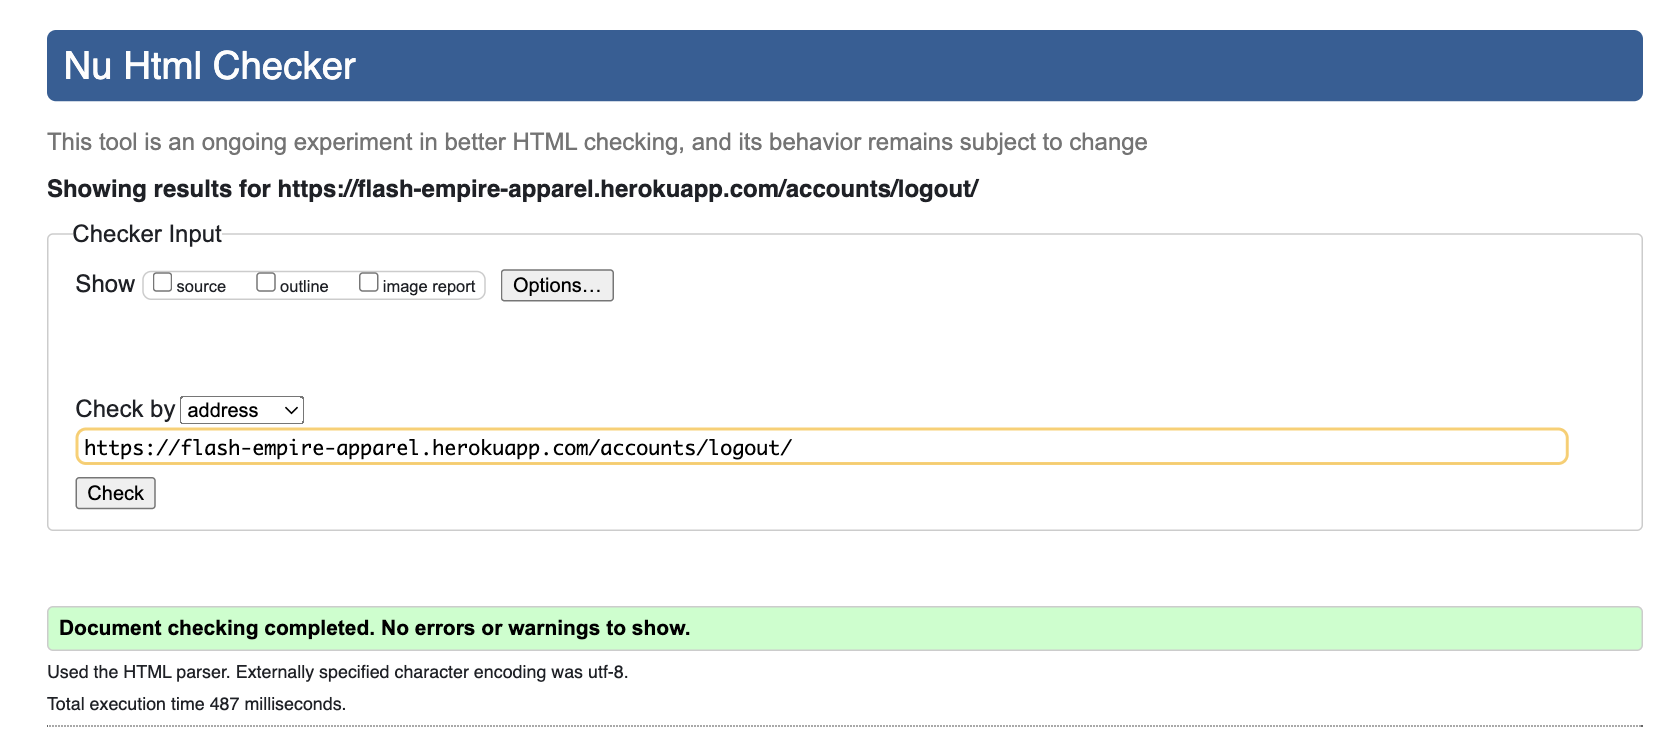 Nu Html Checker
This tool is an ongoing experiment in better HTML checking, and its behavior remains subject to change
Showing results for https://flash-empire-apparel.herokuapp.com/accounts/logout/
Checker Input
Show source outline image report Options...
Check by address
https://flash-empire-apparel.herokuapp.com/accounts/logout/
Check
Document checking completed. No errors or warnings to show.
Used the HTML parser. Externally specified character encoding was utf-8.
Total execution time 487 milliseconds.